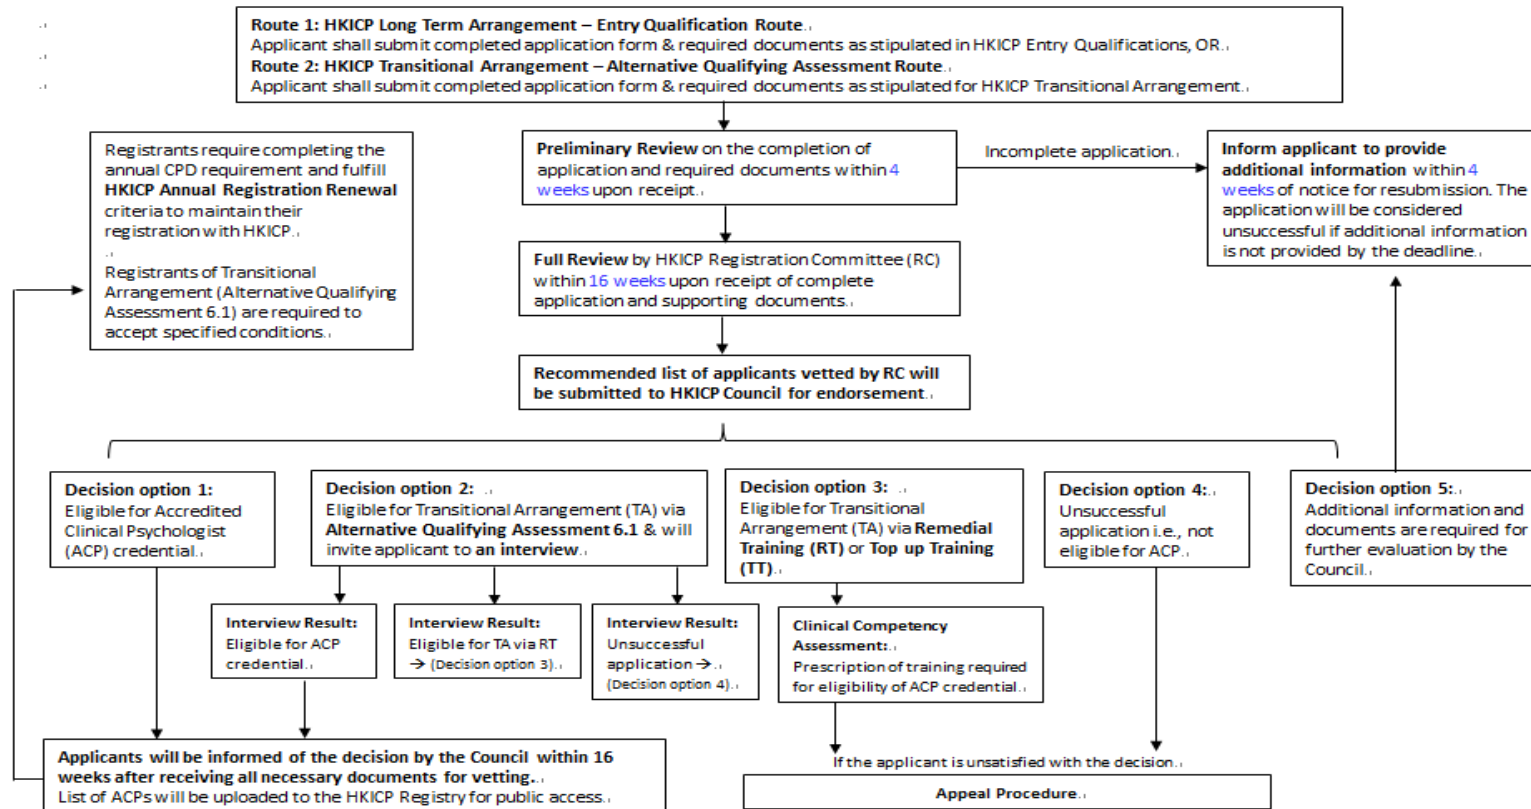 Route 1: HKICP Long Term Arrangement – Entry Qualification Route.
Applicant shall submit completed application form & required documents as stipulated in HKICP Entry Qualifications, OR.
Route 2: HKICP Transitional Arrangement – Alternative Qualifying Assessment Route.
Applicant shall submit completed application form & required documents as stipulated for HKICP Transitional Arrangement.
Registrants require completing the
annual CPD requirement and fulfill
HKICP Annual Registration Renewal
criteria to maintain their
registration with HKICP.
Registrants of Transitional
Arrangement (Alternative Qualifying
Assessment 6.1) are required to
accept specified conditions.
Preliminary Review on the completion of
application and required documents within 4
weeks upon receipt.
Incomplete application.
Inform applicant to provide
additional information within 4
weeks of notice for resubmission. The
application will be considered
unsuccessful if additional information
is not provided by the deadline.
Full Review by HKICP Registration Committee (RC)
within 16 weeks upon receipt of complete
application and supporting documents.
Recommended list of applicants vetted by RC will
be submitted to HKICP Council for endorsement.
Decision option 1:
Eligible for Accredited
Clinical Psychologist
(ACP) credential.
Decision option 2:
Eligible for Transitional Arrangement (TA) via
Alternative Qualifying Assessment 6.1 & will
invite applicant to an interview.
Decision option 3:
Eligible for Transitional
Arrangement (TA) via Remedial
Training (RT) or Top up Training
(TT).
Decision option 4:
Unsuccessful
application i.e., not
eligible for ACP.
Decision option 5:
Additional information and
documents are required for
further evaluation by the
Council.
Interview Result:
Eligible for ACP
credential.
Interview Result:
Eligible for TA via RT
→ (Decision option 3).
Interview Result:
Unsuccessful
application →
(Decision option 4).
Clinical Competency
Assessment:
Prescription of training required
for eligibility of ACP credential.
Applicants will be informed of the decision by the Council within 16
weeks after receiving all necessary documents for vetting.
List of ACPs will be uploaded to the HKICP Registry for public access.
If the applicant is unsatisfied with the decision.
Appeal Procedure.